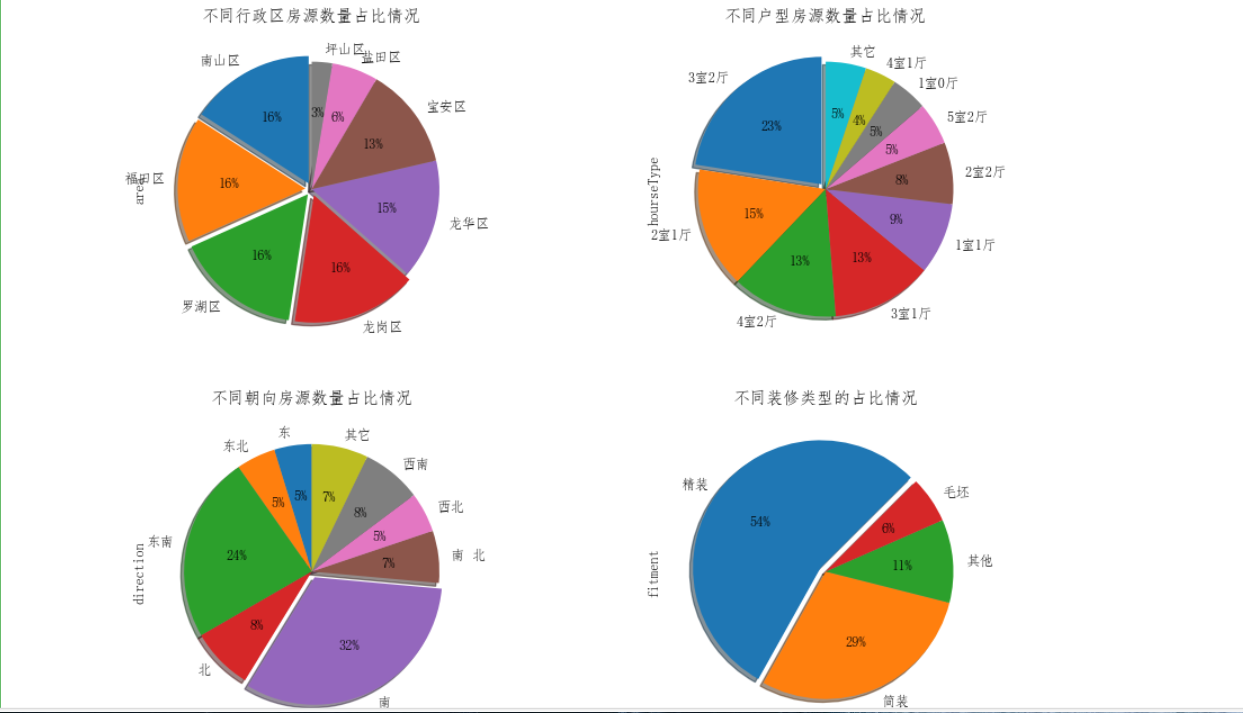 不同行政区房源数量占比情况
南山区
坪山区
盐田区
宝安区
龙华区
龙岗区
罗湖区
福田区
area
16%
3%
6%
13%
15%
16%
16%
16%
不同户型房源数量占比情况
3室2厅
其它
4室1厅
1室0厅
5室2厅
2室2厅
1室1厅
3室1厅
4室2厅
2室1厅
hourseType
23%
5%
4%
5%
5%
8%
9%
13%
13%
15%
不同朝向房源数量占比情况
东北
东
其它
西南
西北
南 北
南
北
东南
direction
5%
5%
7%
8%
5%
7%
32%
8%
24%
不同装修类型的占比情况
精装
毛坯
其他
简装
fitment
54%
6%
11%
29%